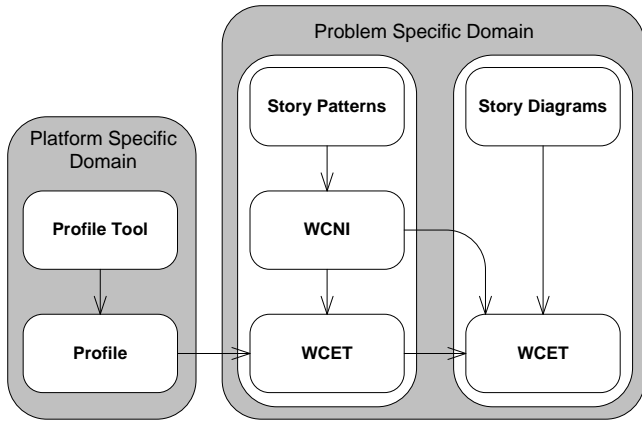 Problem Specific Domain
Story Patterns
Story Diagrams
Platform Specific
Domain
Profile Tool
WCNI
Profile
WCET
WCET